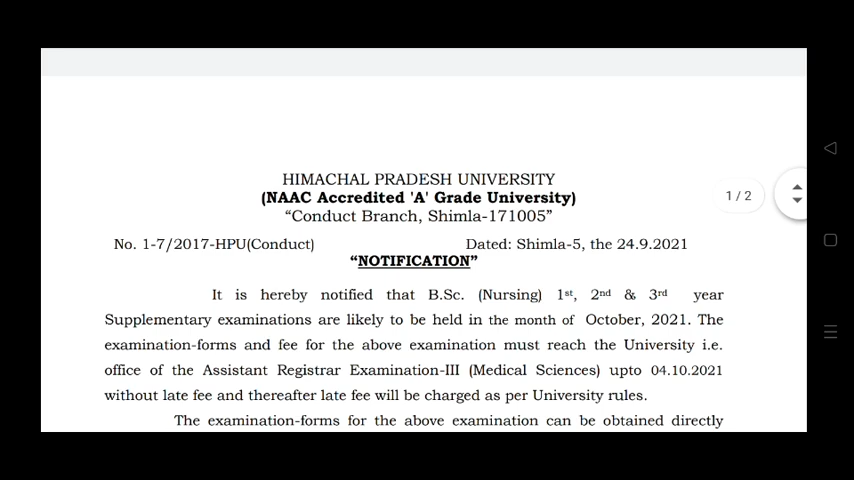 HIMACHAL PRADESH UNIVERSITY
(NAAC Accredited 'A' Grade University)
“Conduct Branch, Shimla-171005”
1 / 2
No. 1-7/2017-HPU(Conduct) Dated: Shimla-5, the 24.9.2021
“NOTIFICATION”
It is hereby notified that B.Sc. (Nursing) 1st, 2nd & 3rd year
Supplementary examinations are likely to be held in the month of October, 2021. The
examination-forms and fee for the above examination must reach the University i.e.
office of the Assistant Registrar Examination-III (Medical Sciences) upto 04.10.2021
without late fee and thereafter late fee will be charged as per University rules.
The examination-forms for the above examination can be obtained directly